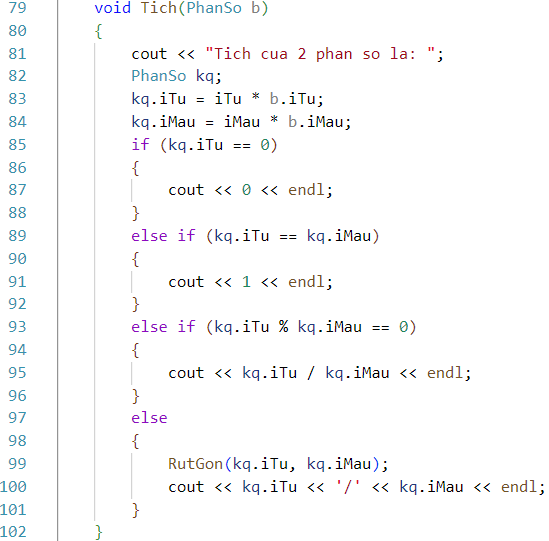 79 void Tich(PhanSo b)
80 {
81 cout << "Tich cua 2 phan so la: ";
82 PhanSo kq;
83 kq.iTu = iTu * b.iTu;
84 kq.iMau = iMau * b.iMau;
85 if (kq.iTu == 0)
86 {
87 cout << 0 << endl;
88 }
89 else if (kq.iTu == kq.iMau)
90 {
91 cout << 1 << endl;
92 }
93 else if (kq.iTu % kq.iMau == 0)
94 {
95 cout << kq.iTu / kq.iMau << endl;
96 }
97 else
98 {
99 RutGon(kq.iTu, kq.iMau);
100 cout << kq.iTu << '/' << kq.iMau << endl;
101 }
102 }